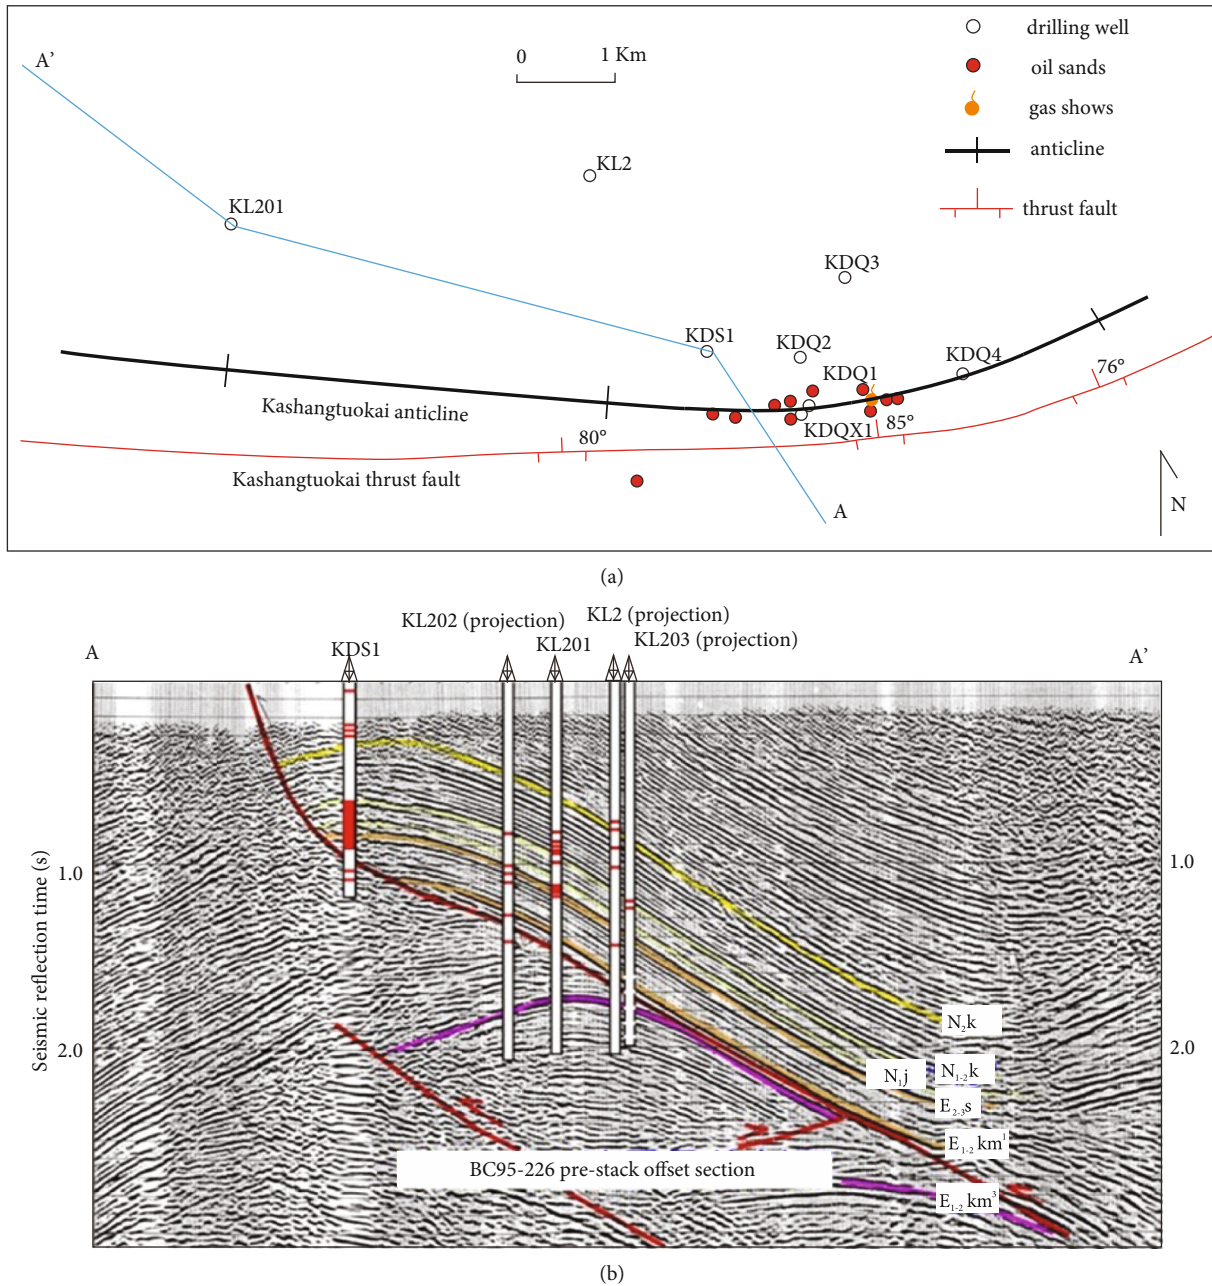 A'
0 1 Km
drilling well
oil sands
gas shows
anticline
thrust fault
KL2
KL201
KDQ3
KDS1
KDQ2
KDQ1
KDQ4
76°
Kashangtuokai anticline
KDQX1
85°
80°
Kashangtuokai thrust fault
A
N
(a)
KL2 (projection)
KL202 (projection)
KL203 (projection)
KDS1
KL201
A
A'
Seismic reflection time (s)
1.0
1.0
2.0
2.0
N₂k
N₁j
N₁₋₂k
E₂₋₃s
E₁₋₂ km¹
BC95-226 pre-stack offset section
E₁₋₂ km³
(b)